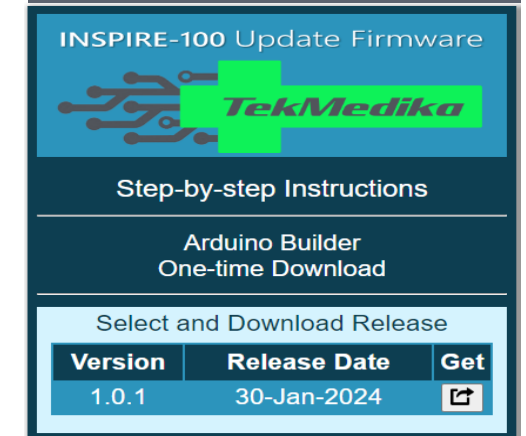 INSPIRE-100 Update Firmware
TekMedika
Step-by-step Instructions
Arduino Builder
One-time Download
Select and Download Release
Version Release Date Get
1.0.1 30-Jan-2024